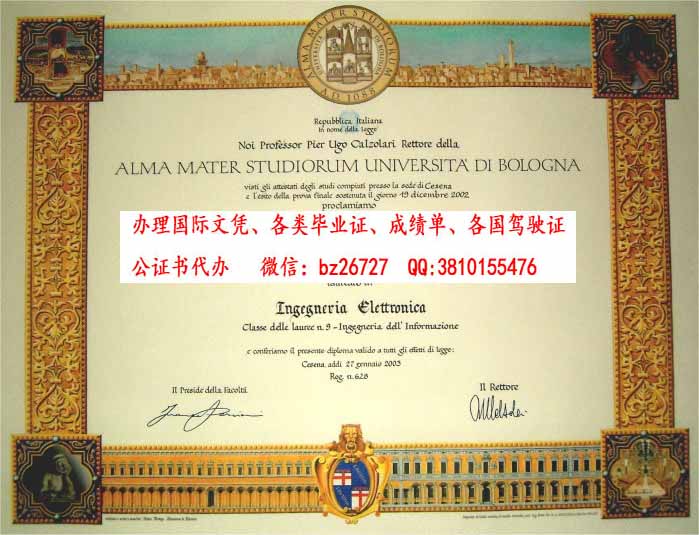 ALMA MATER STUDIORUM
A.D. 1088
Repubblica Italiana
In nome della legge
Noi Professor Pier Ugo Calzolari Rettore della
ALMA MATER STUDIORUM UNIVERSITA' DI BOLOGNA
visti gli attestati degli studi compiuti presso la sede di Cesena
e l'esito della prova finale sostenuta il giorno 19 dicembre 2002
proclamiamo
办理国际文凭、各类毕业证、成绩单、各国驾驶证
公证书代办 微信：bz26727 QQ:3810155476
Ingegneria Elettronica
Classe delle lauree n.9-Ingegneria dell'Informazione
e conferiamo il presente diploma valido a tutti gli effetti di legge:
Cesena, addì 27 gennaio 2003
Reg. n.628
Il Preside della Facoltà
Il Rettore